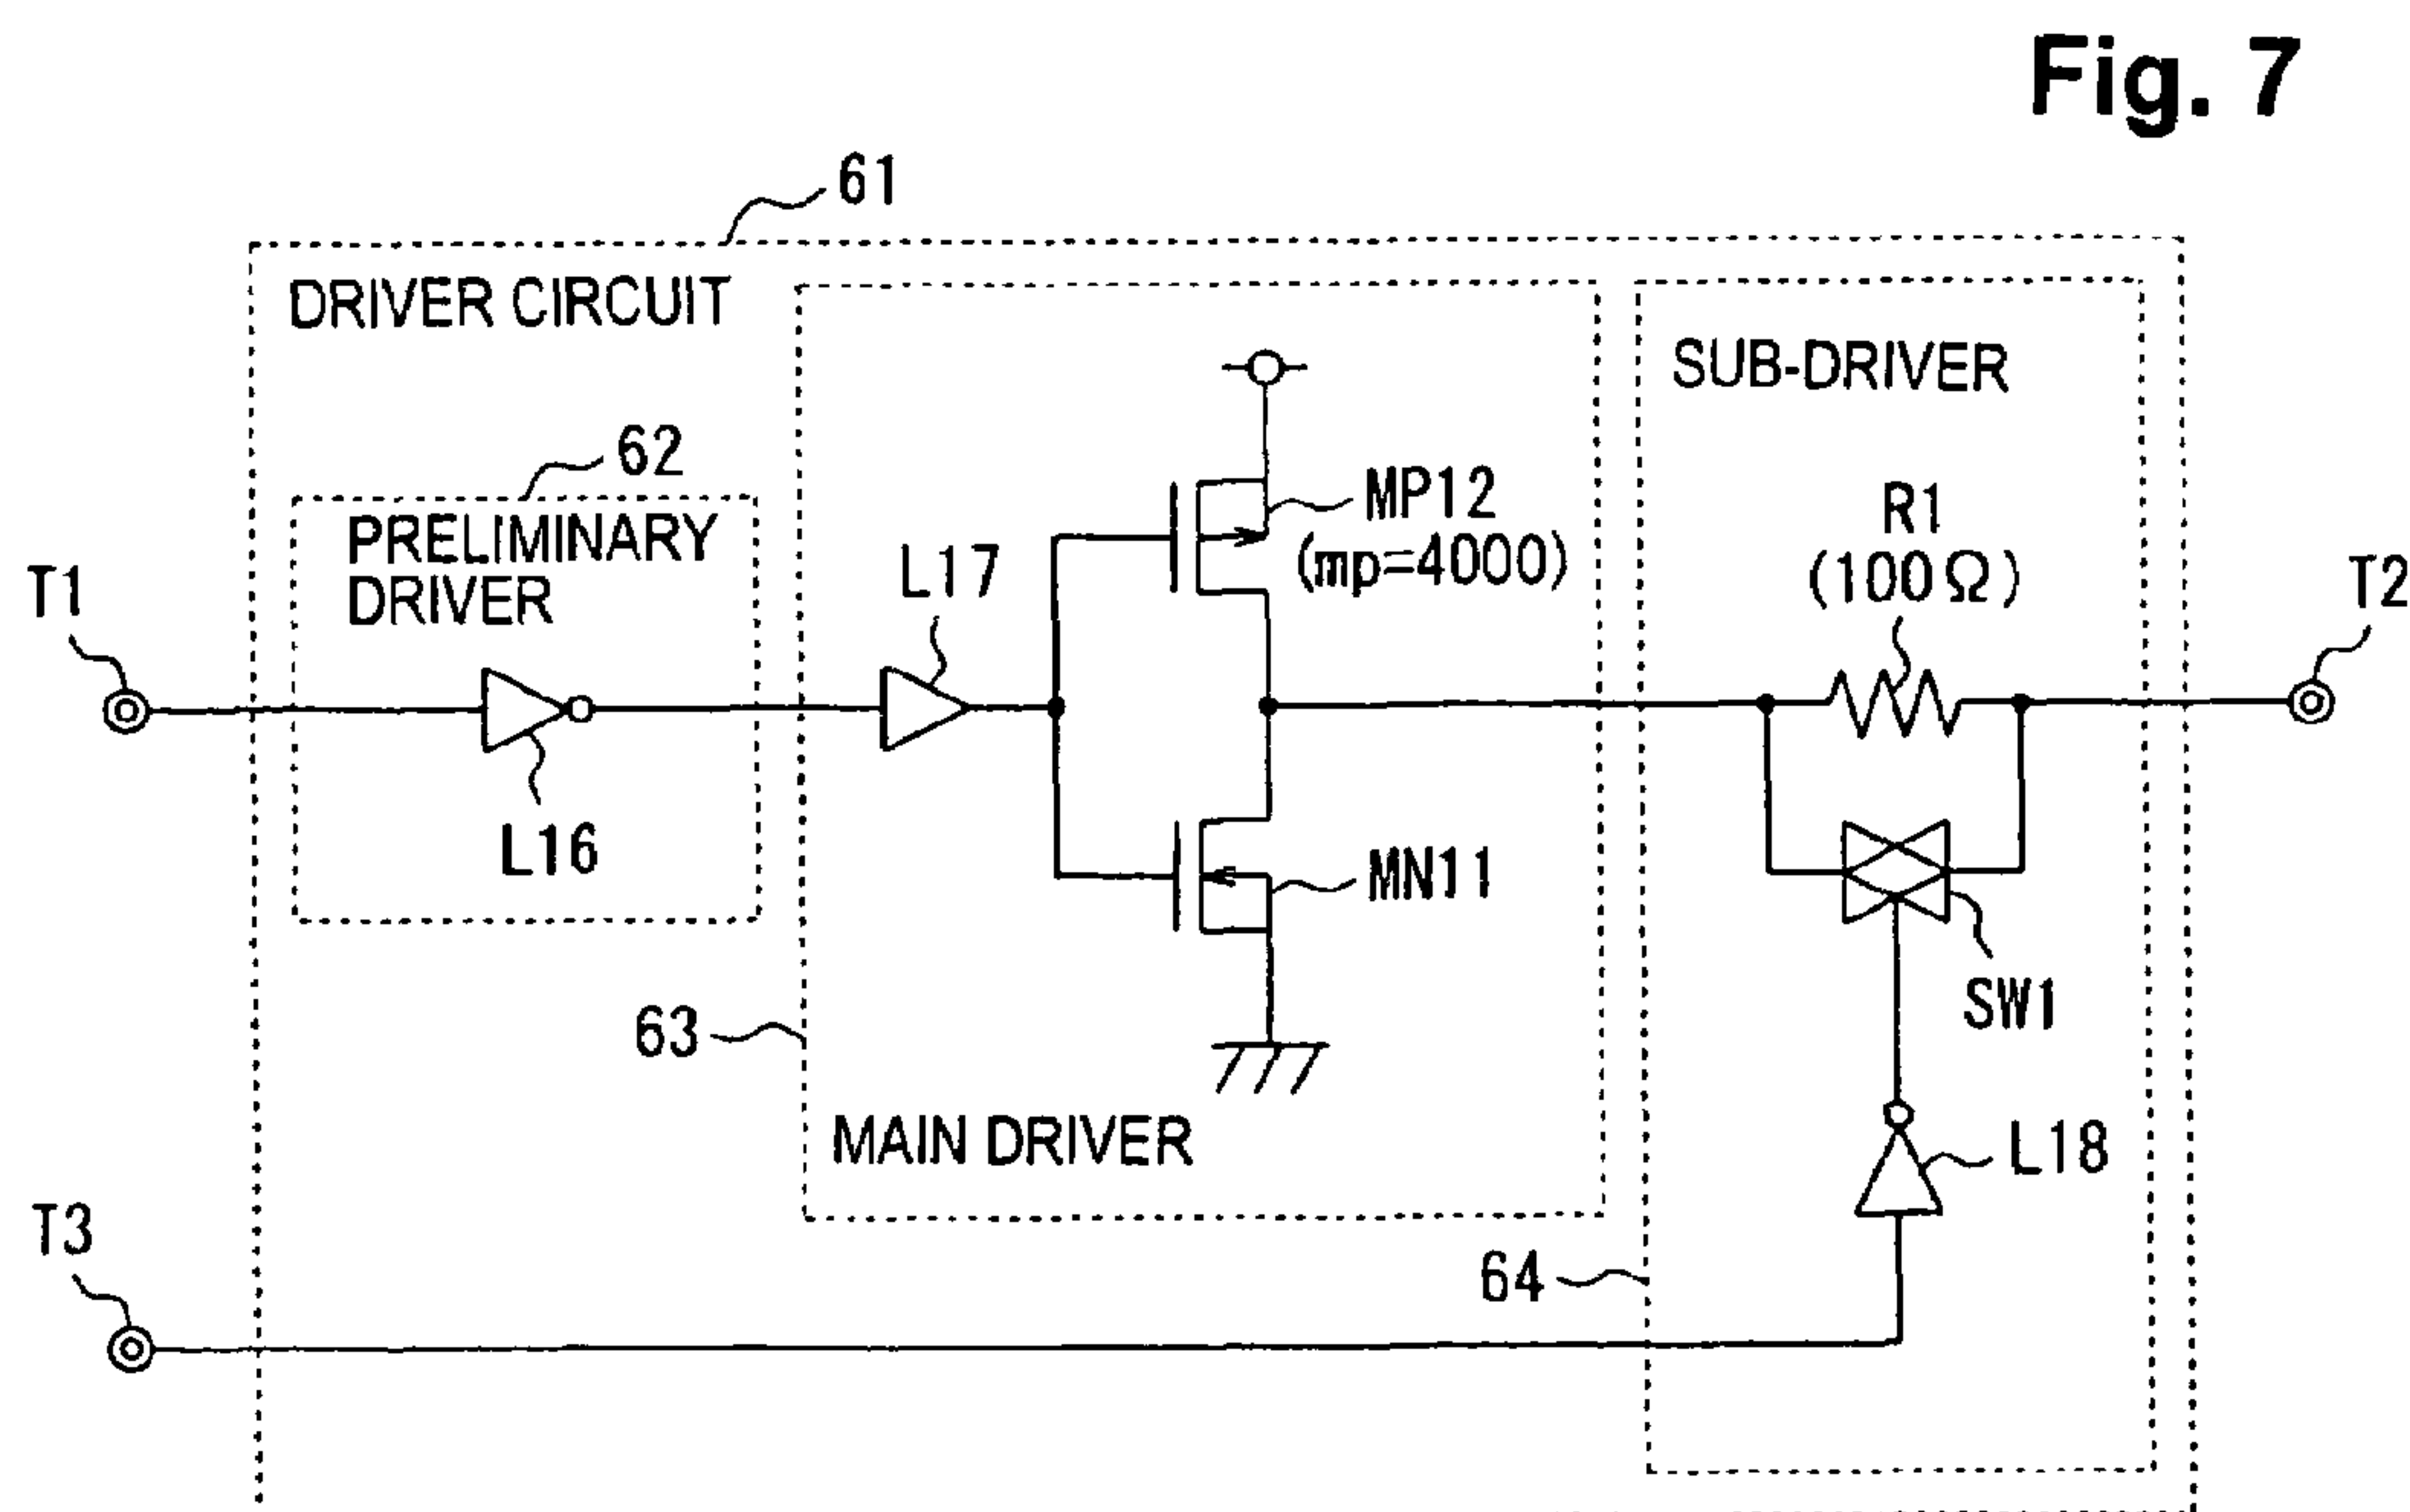 Fig. 7
61
DRIVER CIRCUIT
SUB-DRIVER
62
PRELIMINARY
DRIVER
MP12
(mp=4000)
R1
(100Ω)
T1
L17
T2
L16
MN11
63
SW1
MAIN DRIVER
L18
T3
64